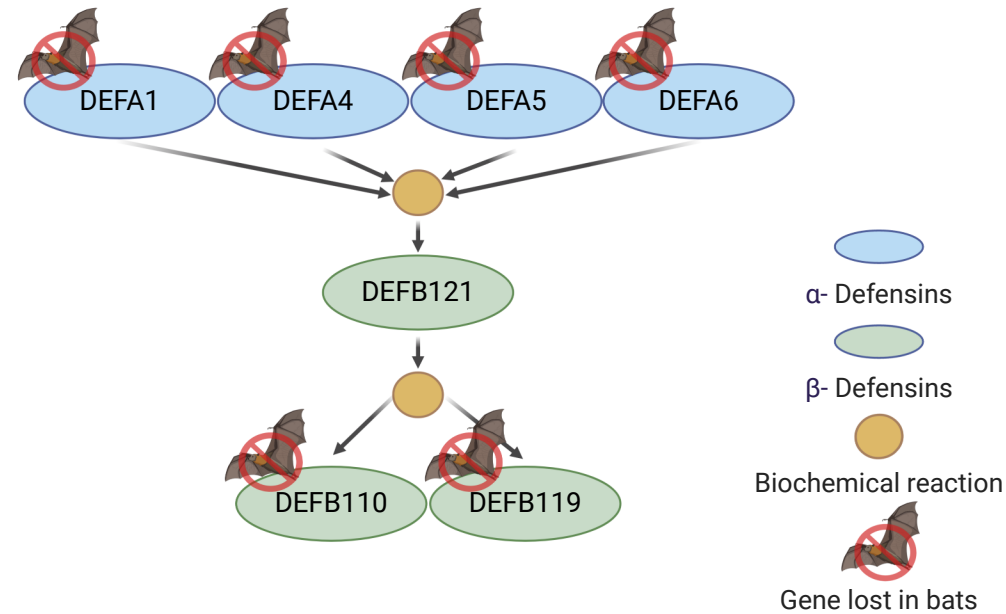 DEFA1
DEFA4
DEFA5
DEFA6
DEFB121
DEFB110
DEFB119
α- Defensins
β- Defensins
Biochemical reaction
Gene lost in bats